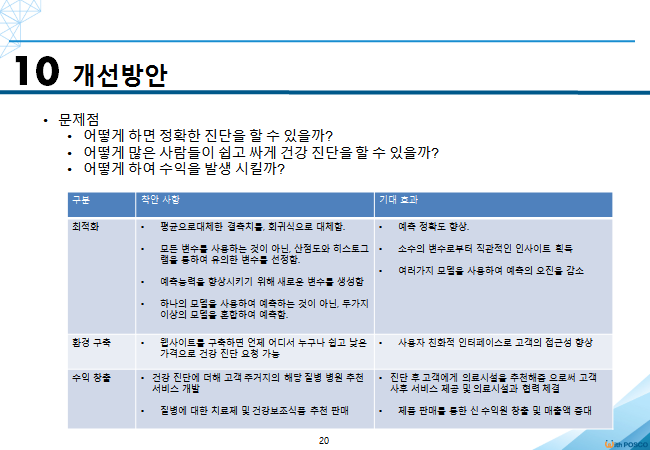 10 개선방안
• 문제점
• 어떻게 하면 정확한 진단을 할 수 있을까?
• 어떻게 많은 사람들이 쉽고 싸게 건강 진단을 할 수 있을까?
• 어떻게 하여 수익을 발생 시킬까?
구분 착안 사항 기대 효과
최적화
• 평균으로대체한 결측치를, 회귀식으로 대체함.
• 모든 변수를 사용하는 것이 아닌, 산점도와 히스토그
램을 통하여 유의한 변수를 선정함.
• 예측능력을 향상시키기 위해 새로운 변수를 생성함
• 하나의 모델을 사용하여 예측하는 것이 아닌, 두가지
이상의 모델을 혼합하여 예측함.
• 예측 정확도 향상.
• 소수의 변수로부터 직관적인 인사이트 획득
• 여러가지 모델을 사용하여 예측의 오진을 감소
환경 구축
• 웹사이트를 구축하면 언제 어디서 누구나 쉽고 낮은
가격으로 건강 진단 요청 가능
• 사용자 친화적 인터페이스로 고객의 접근성 향상
수익 창출
• 건강 진단에 더해 고객 주거지의 해당 질병 병원 추천
서비스 개발
• 질병에 대한 치료제 및 건강보조식품 추천 판매
• 진단 후 고객에게 의료시설을 추천해줌 으로써 고객
사후 서비스 제공 및 의료시설과 협력 체결
• 제품 판매를 통한 신 수익원 창출 및 매출액 증대
20
With POSCO